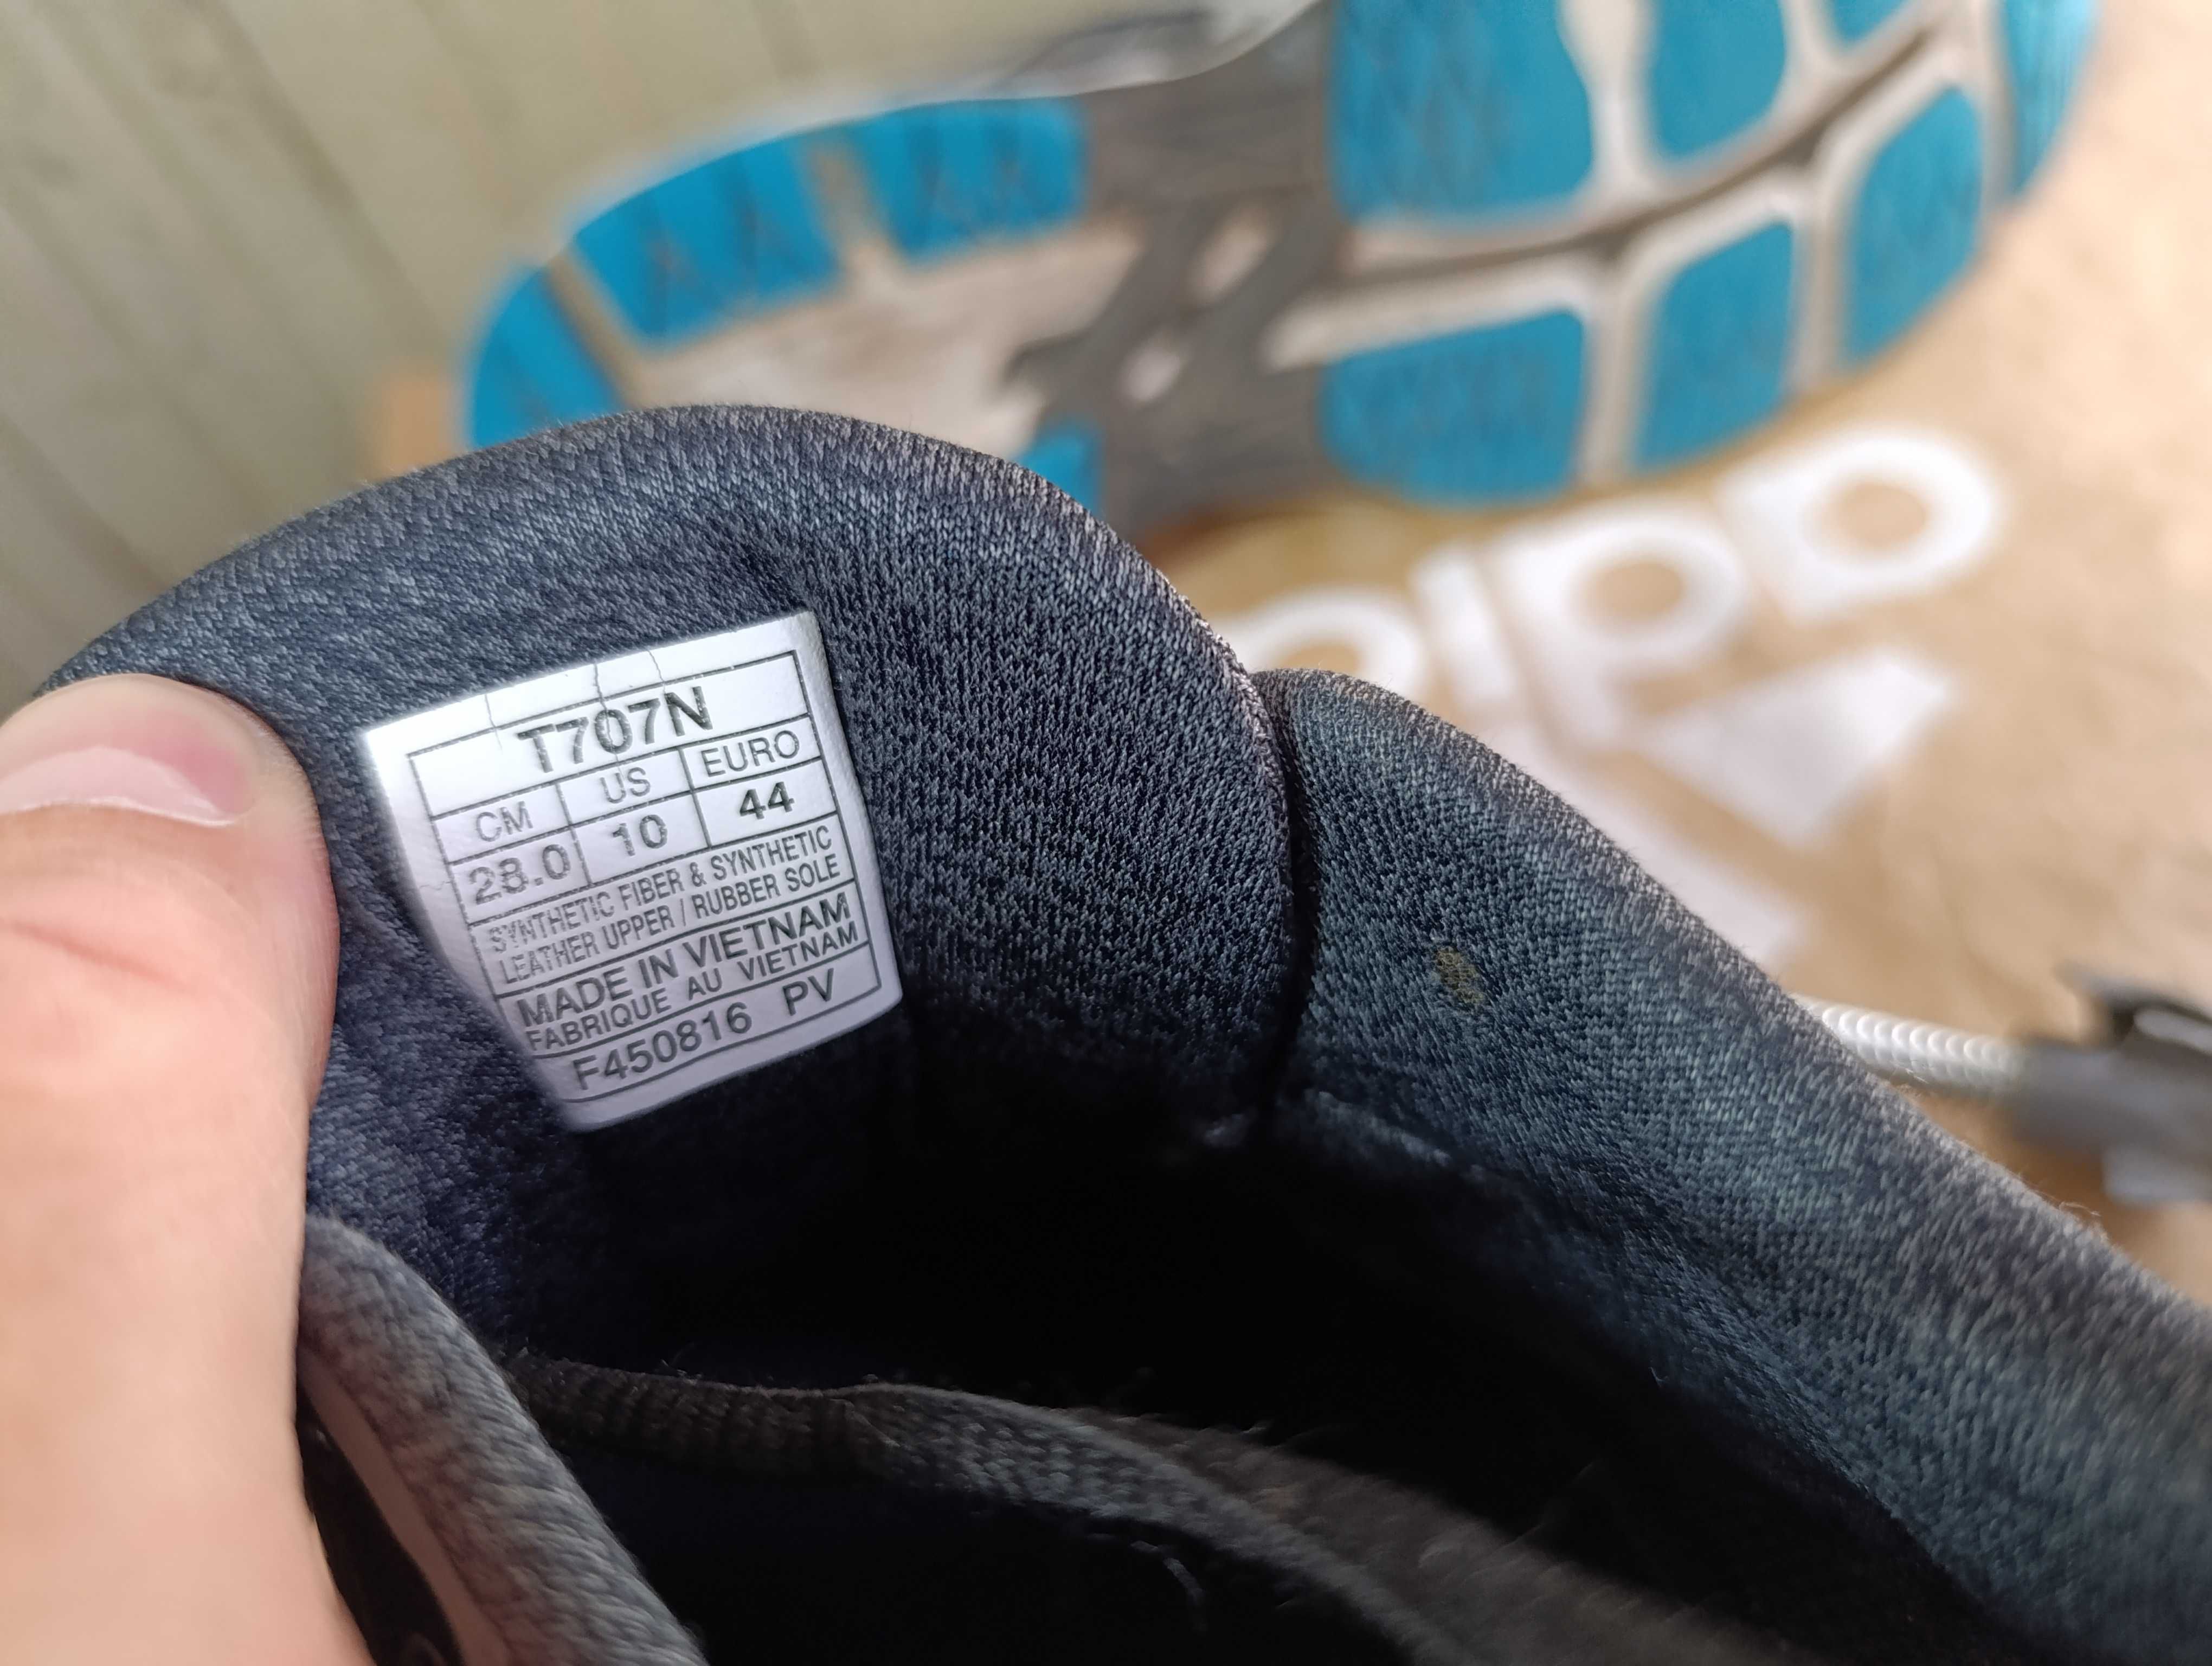 T707N
CM US EURO
28.0 10 44
SYNTHETIC FIBER & SYNTHETIC
LEATHER UPPER / RUBBER SOLE
MADE IN VIETNAM
FABRIQUE AU VIETNAM
F450816 PV